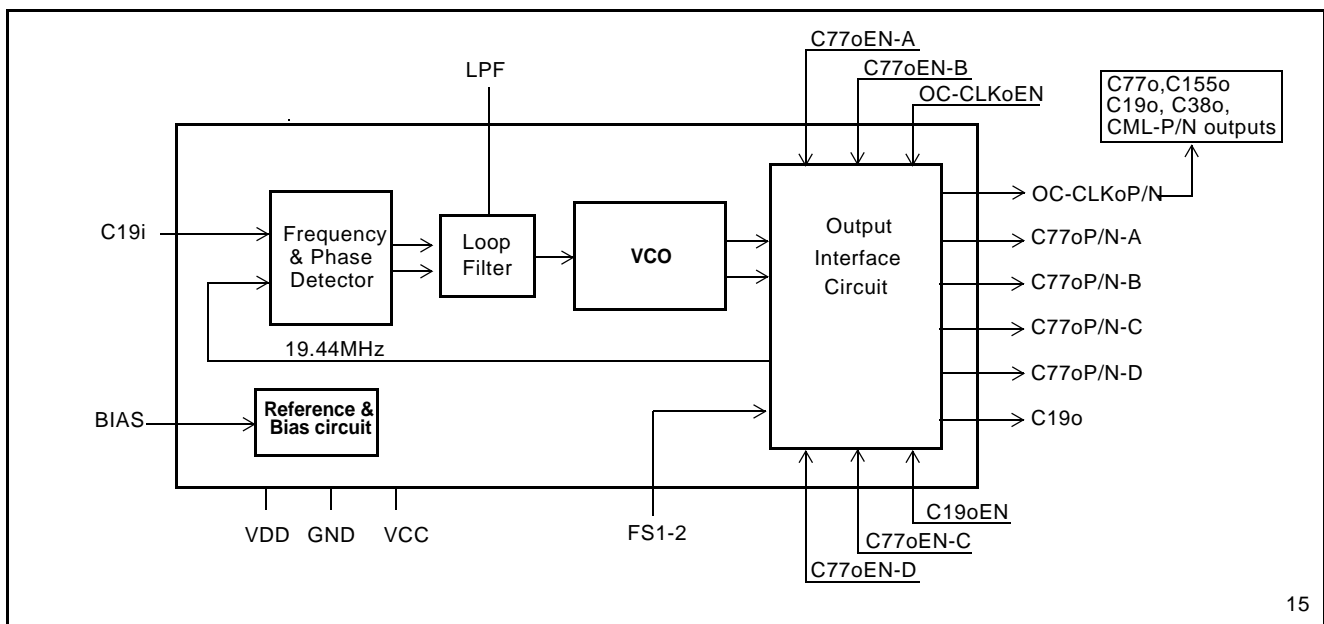 C77oEN-A
C77oEN-B
OC-CLKoEN
LPF
C77o,C155o
C19o, C38o,
CML-P/N outputs
C19i
Frequency
& Phase
Detector
Loop
Filter
VCO
Output
Interface
Circuit
OC-CLKoP/N
C77oP/N-A
C77oP/N-B
C77oP/N-C
C77oP/N-D
C19o
19.44MHz
BIAS
Reference &
Bias circuit
VDD
GND
VCC
FS1-2
C19oEN
C77oEN-C
C77oEN-D
15